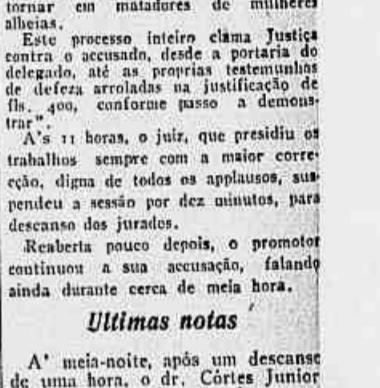 tornar em matadores de mulheres
alheias.
Este processo inteiro clama Justiça
contra o accusado, desde a portaria do
delegado, até as proprias testemunhas
de defeza arroladas na justificação de
fls. 400, conforme passo a demons-
trar".
A's 11 horas, o juiz, que presidiu os
trabalhos sempre com a maior corre-
cção, digna de todos os applausos, sus-
pendeu a sessão por dez minutos, para
descanso dos jurados.
Reaberta pouco depois, o promotor
continuou a sua accusação, falando
ainda durante cerca de meia hora.
Ultimas notas
A' meia-noite, após um descanso
de uma hora, o dr. Côrtes Junior